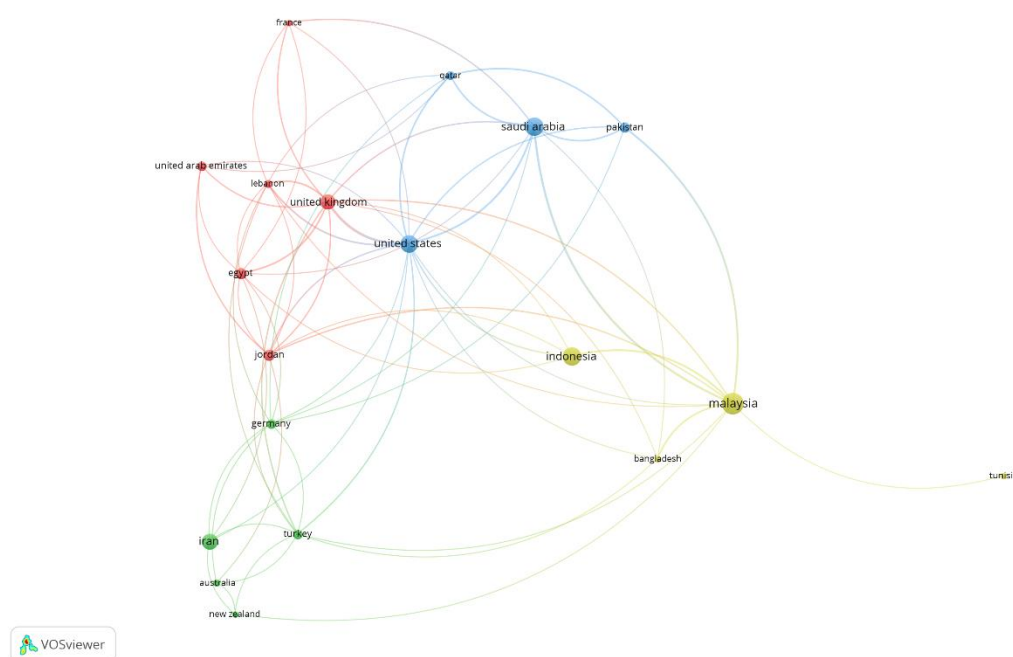 france
qatar
saudi arabia
pakistan
united arab emirates
lebanon
united kingdom
united states
egypt
jordan
indonesia
malaysia
germany
bangladesh
tunisi
turkey
iran
australia
new zealand
VOSviewer